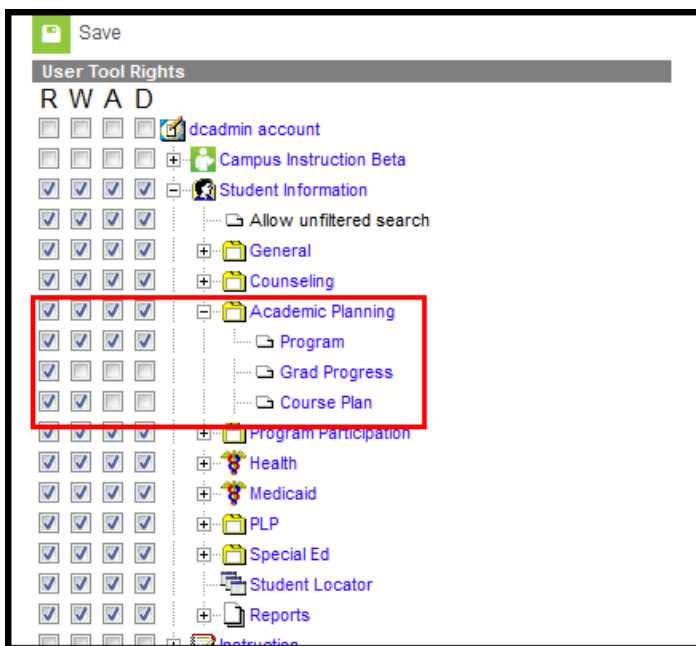 Save
User Tool Rights
R W A D
dcadmin account
Campus Instruction Beta
Student Information
Allow unfiltered search
General
Counseling
Academic Planning
Program
Grad Progress
Course Plan
Program Participation
Health
Medicaid
PLP
Special Ed
Student Locator
Reports
Instruction